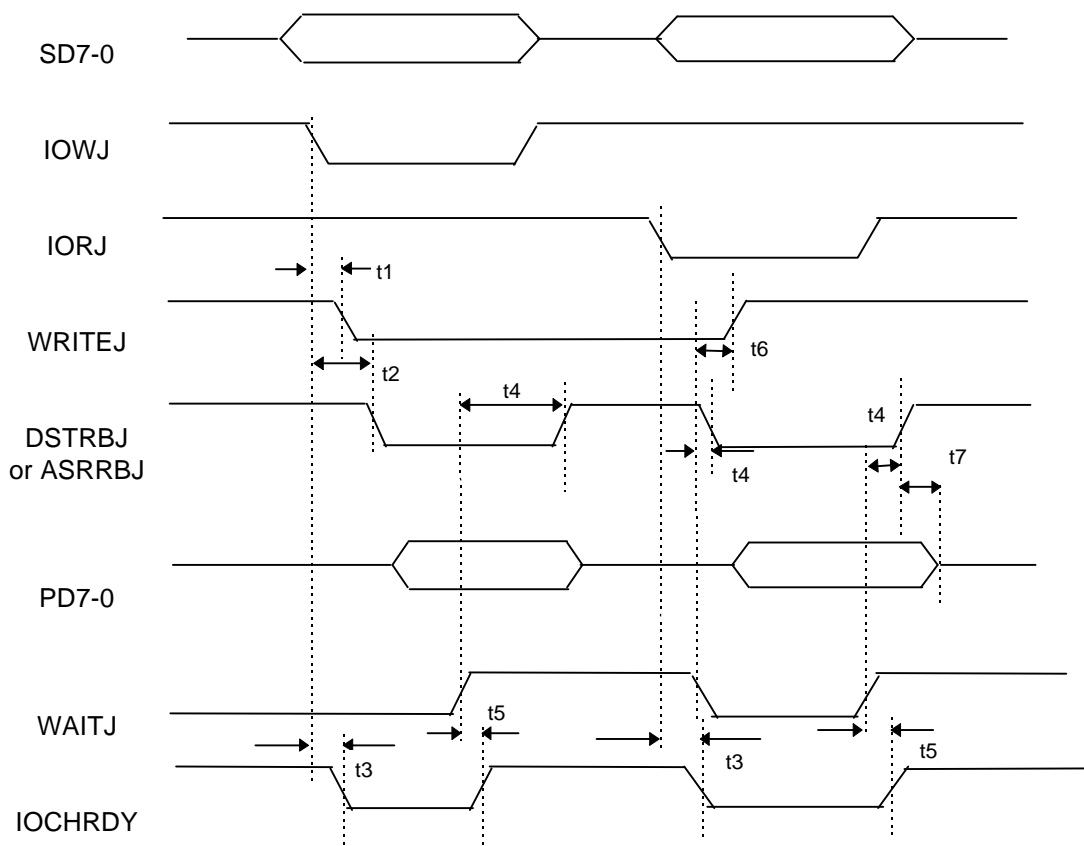 SD7-0
IOWJ
IORJ
t1
WRITEJ
t6
t2
t4
t4
DSTRBJ
or ASRRBJ
t4
t7
PD7-0
WAITJ
t5
t3
t3
t5
IOCHRDY